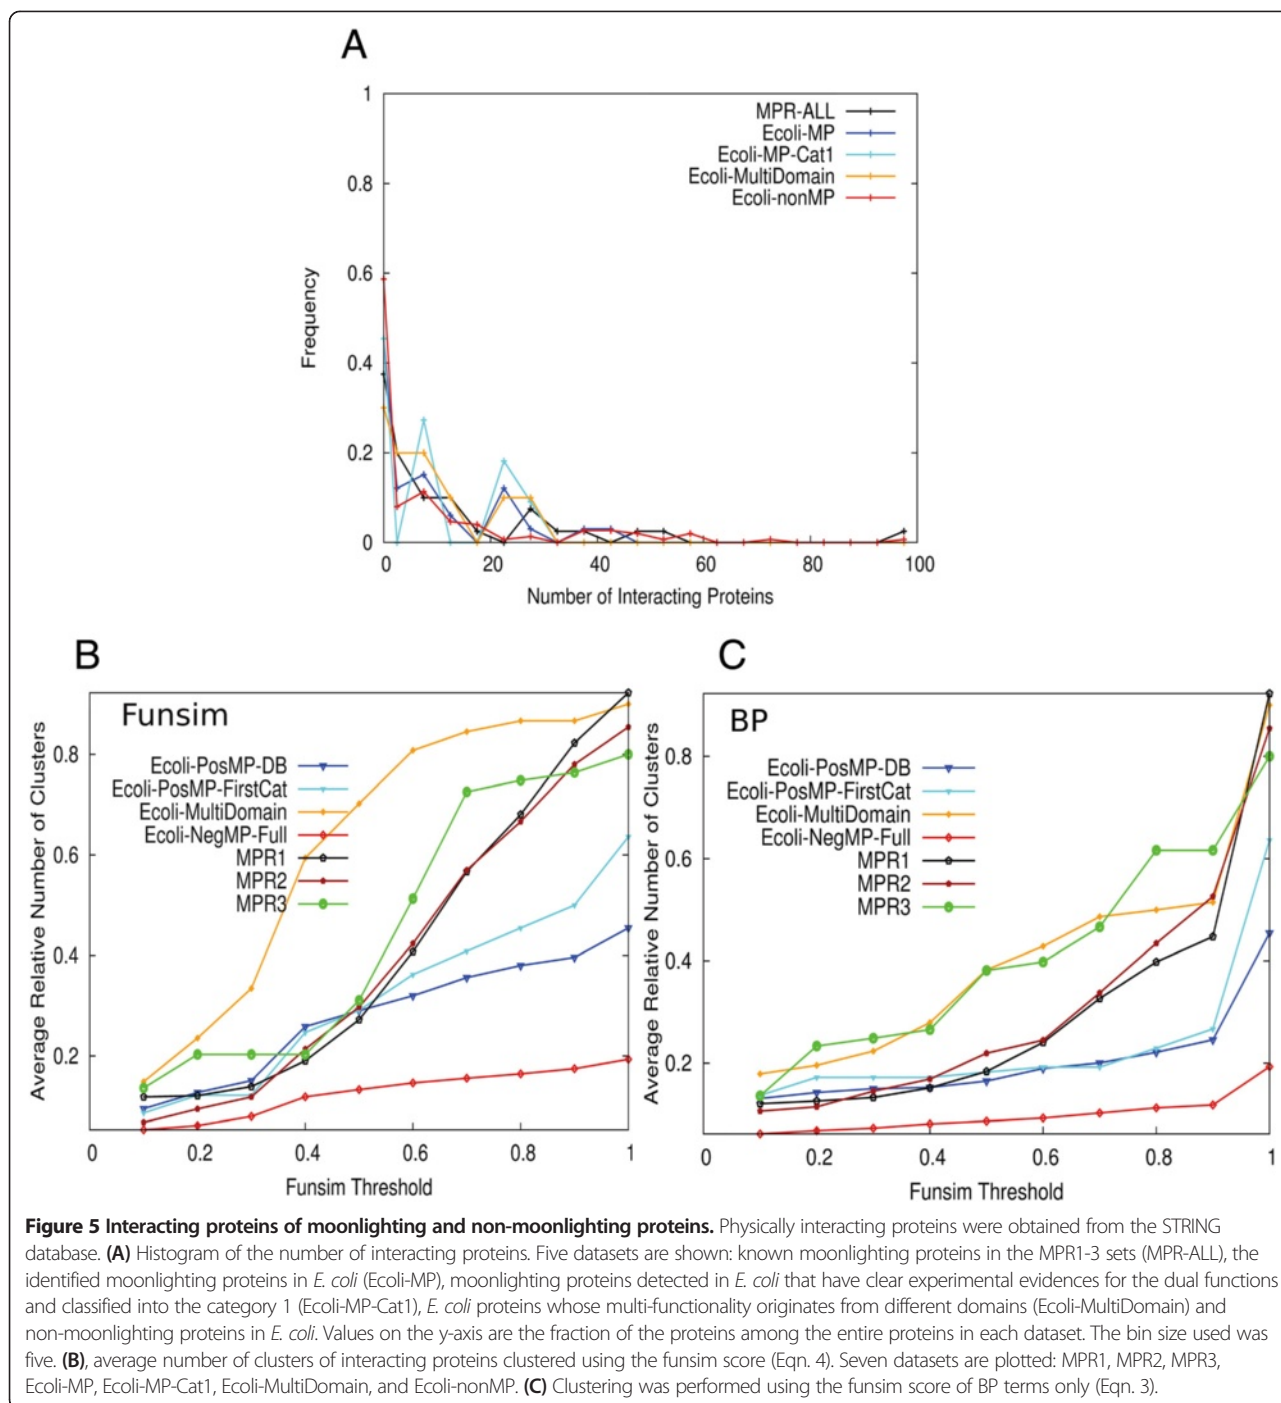 A
1
0.8
0.6
0.4
0.2
0
Frequency
MPR-ALL
Ecoli-MP
Ecoli-MP-Cat1
Ecoli-MultiDomain
Ecoli-nonMP
0 20 40 60 80 100
Number of Interacting Proteins
B
Funsim
Average Relative Number of Clusters
0.8
0.6
0.4
0.2
Ecoli-PosMP-DB
Ecoli-PosMP-FirstCat
Ecoli-MultiDomain
Ecoli-NegMP-Full
MPR1
MPR2
MPR3
0 0.2 0.4 0.6 0.8 1
Funsim Threshold
C
BP
Average Relative Number of Clusters
0.8
0.6
0.4
0.2
Ecoli-PosMP-DB
Ecoli-PosMP-FirstCat
Ecoli-MultiDomain
Ecoli-NegMP-Full
MPR1
MPR2
MPR3
0 0.2 0.4 0.6 0.8 1
Funsim Threshold
Figure 5 Interacting proteins of moonlighting and non-moonlighting proteins. Physically interacting proteins were obtained from the STRING
database. (A) Histogram of the number of interacting proteins. Five datasets are shown: known moonlighting proteins in the MPR1-3 sets (MPR-ALL), the
identified moonlighting proteins in E. coli (Ecoli-MP), moonlighting proteins detected in E. coli that have clear experimental evidences for the dual functions
and classified into the category 1 (Ecoli-MP-Cat1), E. coli proteins whose multi-functionality originates from different domains (Ecoli-MultiDomain) and
non-moonlighting proteins in E. coli. Values on the y-axis are the fraction of the proteins among the entire proteins in each dataset. The bin size used was
five. (B), average number of clusters of interacting proteins clustered using the funsim score (Eqn. 4). Seven datasets are plotted: MPR1, MPR2, MPR3,
Ecoli-MP, Ecoli-MP-Cat1, Ecoli-MultiDomain, and Ecoli-nonMP. (C) Clustering was performed using the funsim score of BP terms only (Eqn. 3).